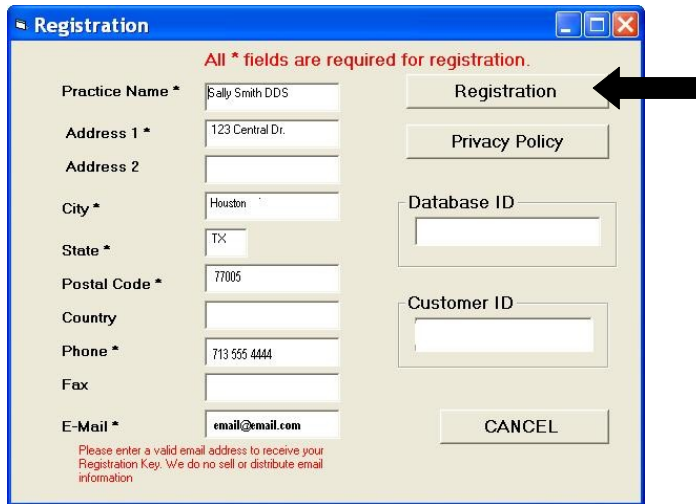 Registration
All * fields are required for registration.
Practice Name * Sally Smith DDS
Registration
Address 1 * 123 Central Dr.
Privacy Policy
Address 2
City * Houston
Database ID
State * TX
Postal Code * 77005
Customer ID
Country
Phone * 713 555 4444
Fax
E-Mail * email@email.com
CANCEL
Please enter a valid email address to receive your
Registration Key. We do no sell or distribute email
information